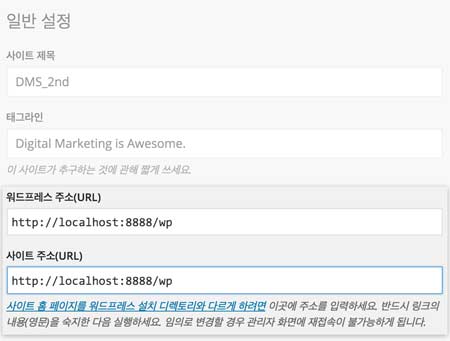 일반 설정
사이트 제목
DMS_2nd
태그라인
Digital Marketing is Awesome.
이 사이트가 추구하는 것에 관해 짧게 쓰세요.
워드프레스 주소(URL)
http://localhost:8888/wp
사이트 주소(URL)
http://localhost:8888/wp
사이트 홈 페이지를 워드프레스 설치 디렉토리와 다르게 하려면 이곳에 주소를 입력하세요. 반드시 링크의
내용(영문)을 숙지한 다음 실행하세요. 임의로 변경할 경우 관리자 화면에 재접속이 불가능하게 됩니다.